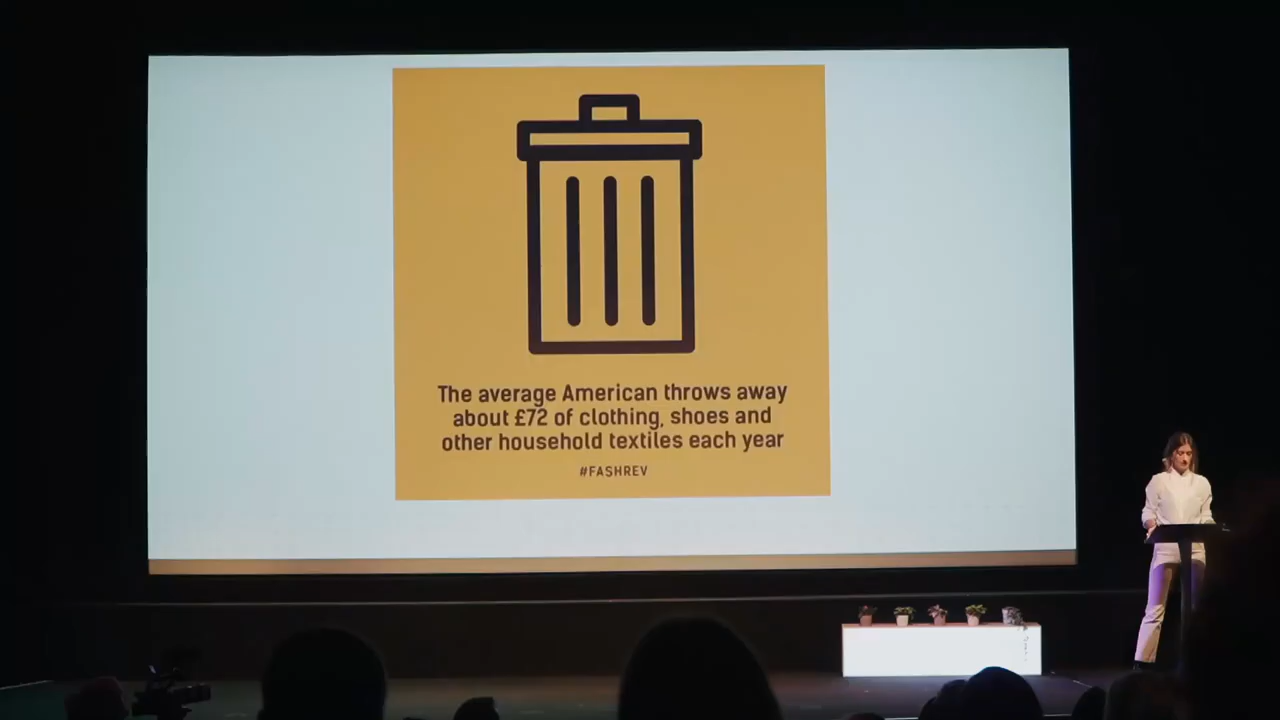 The average American throws away
about £72 of clothing, shoes and
other household textiles each year
#FASHREV